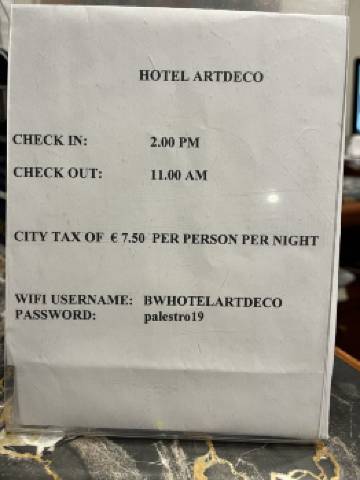 HOTEL ARTDECO
CHECK IN: 2.00 PM
CHECK OUT: 11.00 AM
CITY TAX OF € 7.50 PER PERSON PER NIGHT
WIFI USERNAME: BWHOTELARTDECO
PASSWORD: palestro19